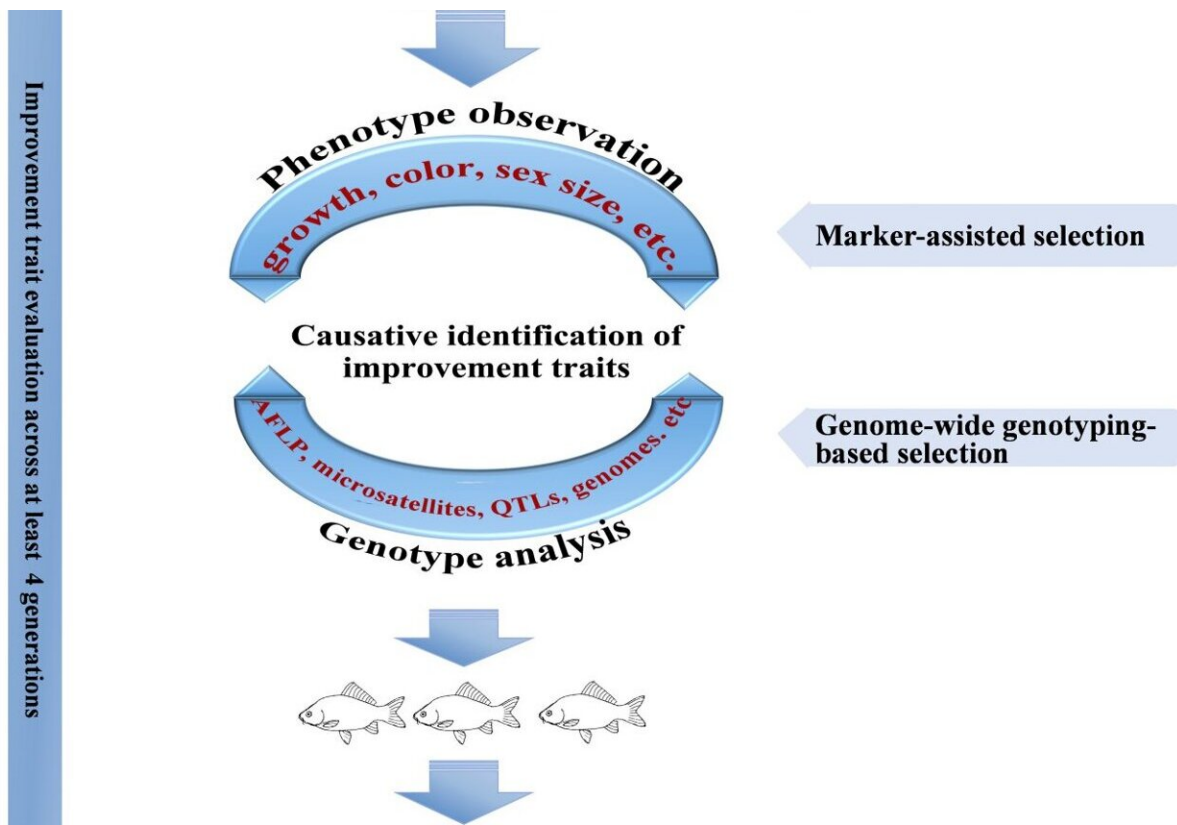 Improvement trait evaluation across at least 4 generations
Phenotype observation
growth, color, sex size, etc.
Marker-assisted selection
Causative identification of
improvement traits
AFLP, microsatellites, QTLs, genomes. etc
Genome-wide genotyping-
based selection
Genotype analysis